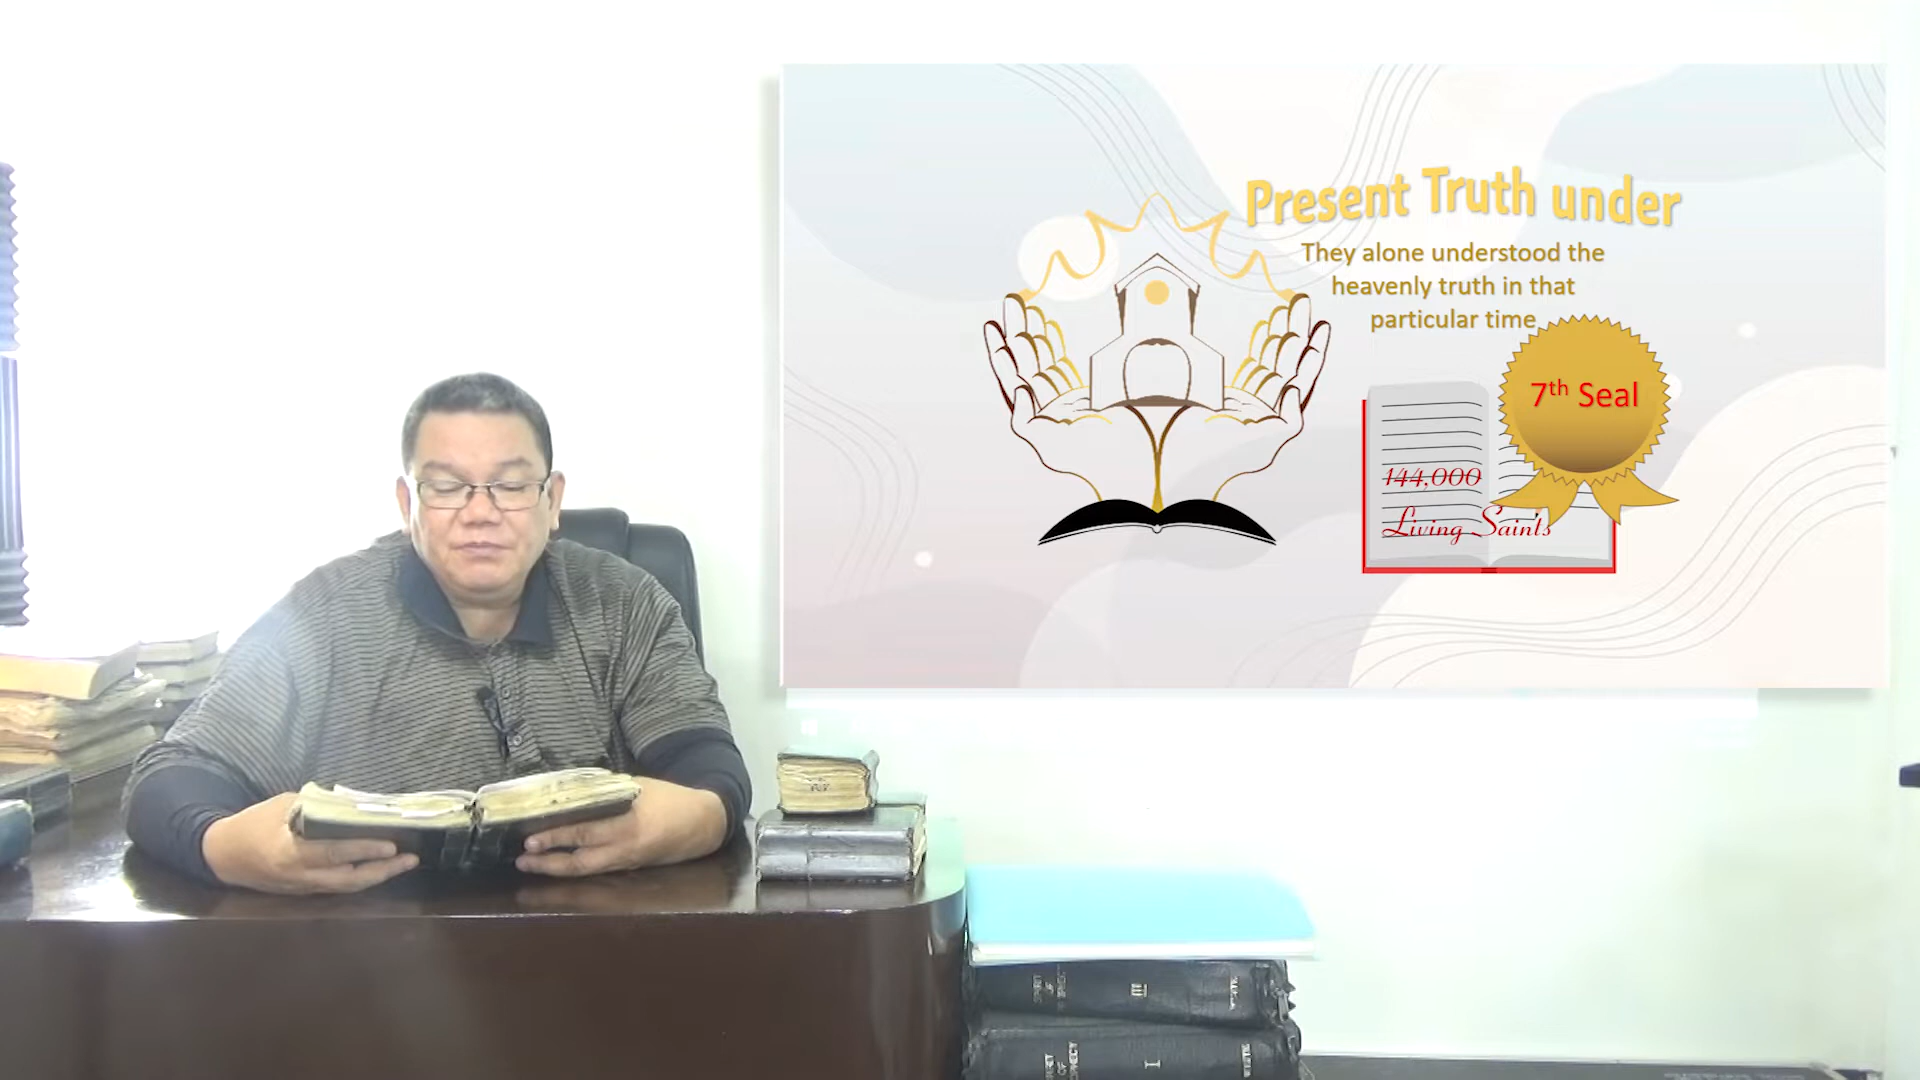 Present Truth under
They alone understood the
heavenly truth in that
particular time
7th Seal
144,000
Living Saints
III
I